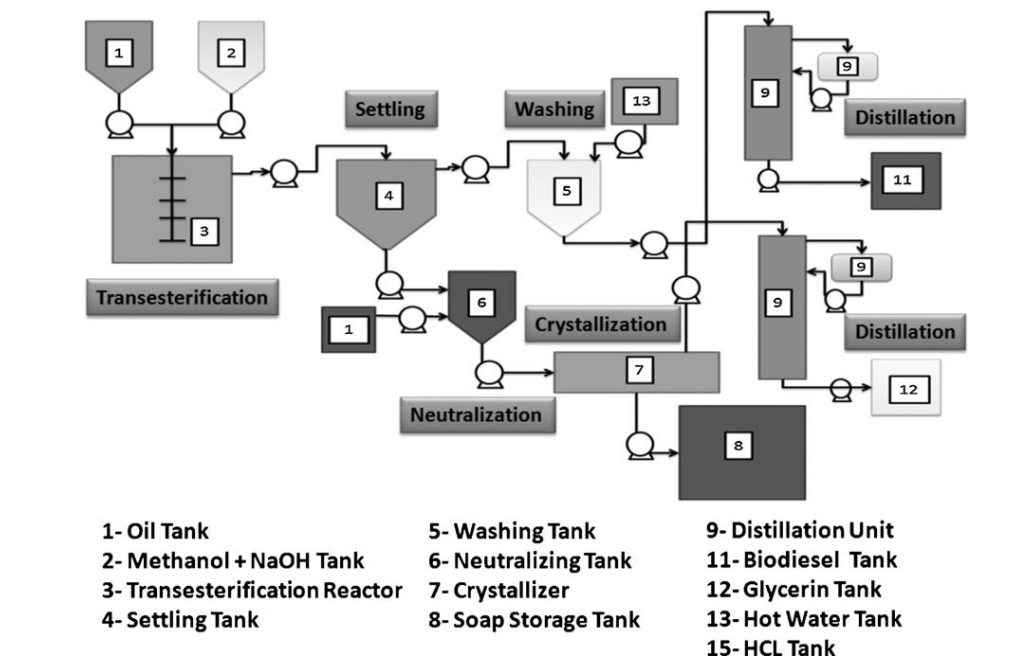 1
2
Settling
Washing
13
9
9
Distillation
11
4
5
3
Transesterification
6
1
Crystallization
9
9
Distillation
7
12
Neutralization
8
1- Oil Tank
2- Methanol + NaOH Tank
3- Transesterification Reactor
4- Settling Tank
5- Washing Tank
6- Neutralizing Tank
7- Crystallizer
8- Soap Storage Tank
9- Distillation Unit
11- Biodiesel Tank
12- Glycerin Tank
13- Hot Water Tank
15- HCL Tank